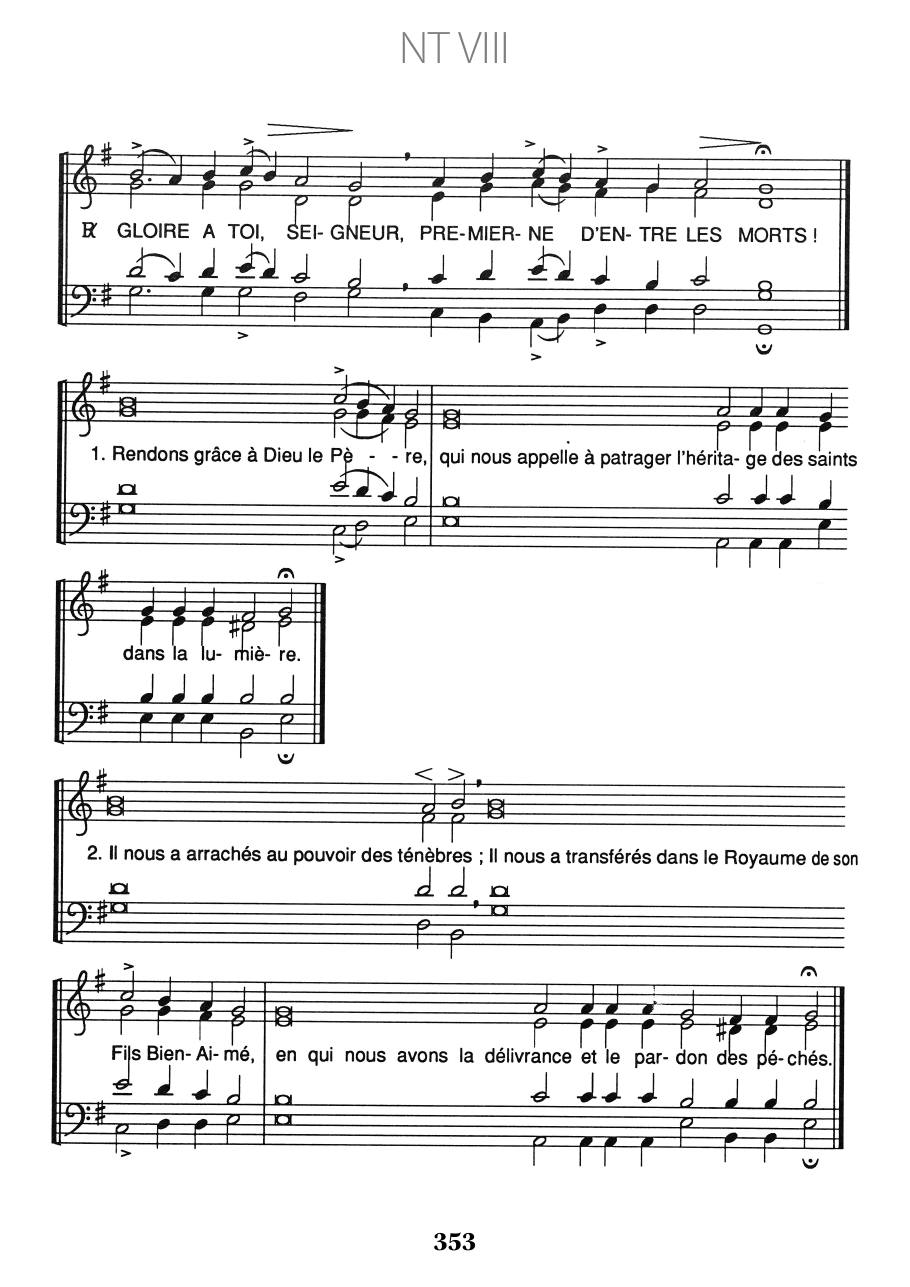 NT VIII
℟ GLOIRE A TOI, SEI- GNEUR, PRE-MIER- NE D'EN- TRE LES MORTS !
1. Rendons grâce à Dieu le Pè - - re, qui nous appelle à patrager l'hérita- ge des saints
dans la lu- miè- re.
2. Il nous a arrachés au pouvoir des ténèbres ; Il nous a transférés dans le Royaume de son
Fils Bien- Ai- mé, en qui nous avons la délivrance et le par- don des pé- chés.
353